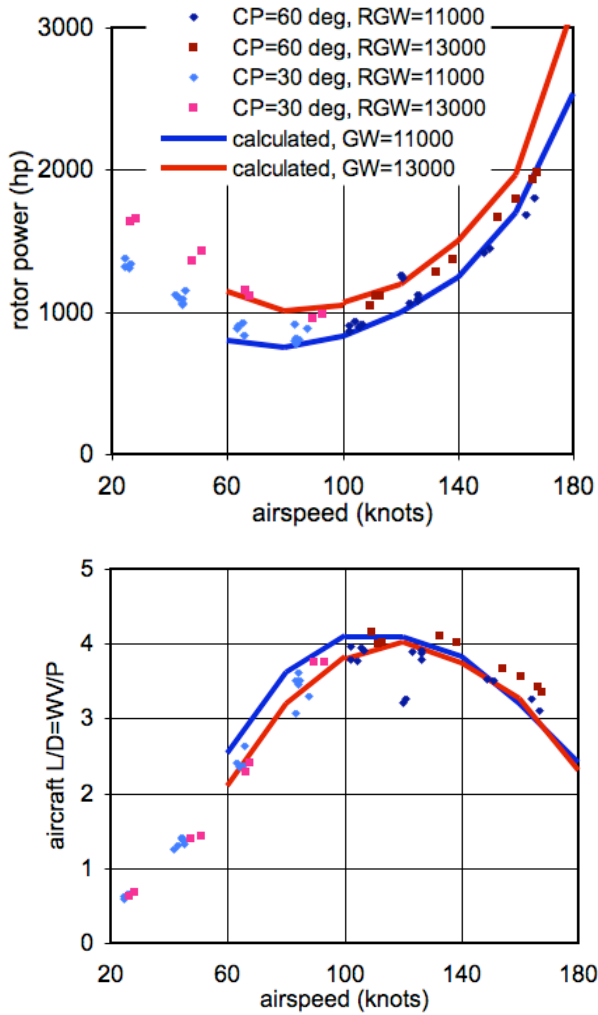 3000
CP=60 deg, RGW=11000
CP=60 deg, RGW=13000
CP=30 deg, RGW=11000
CP=30 deg, RGW=13000
calculated, GW=11000
calculated, GW=13000
2000
1000
0
rotor power (hp)
20 60 100 140 180
airspeed (knots)
5
4
3
2
1
0
aircraft L/D=WV/P
20 60 100 140 180
airspeed (knots)